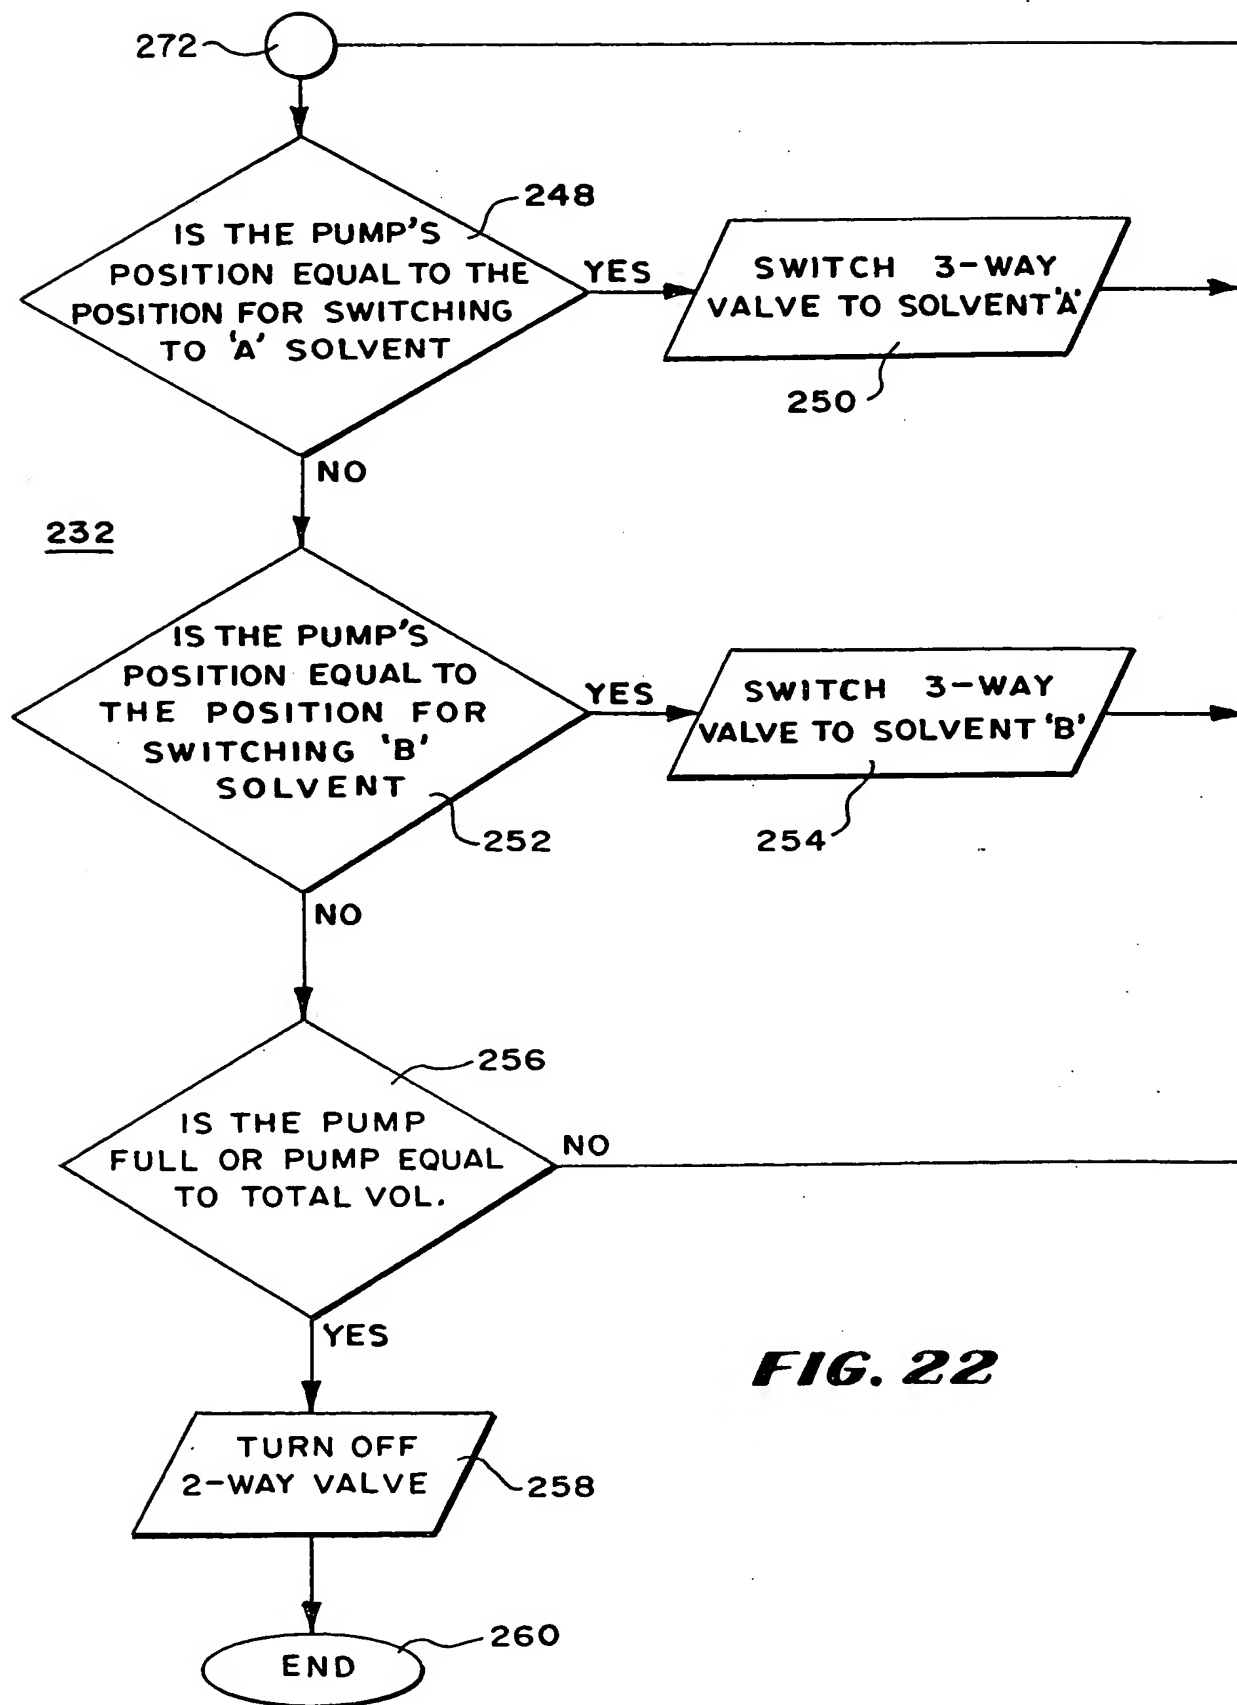 272
248
IS THE PUMP'S
POSITION EQUAL TO THE
POSITION FOR SWITCHING
TO 'A' SOLVENT
YES
SWITCH 3-WAY
VALVE TO SOLVENT 'A'
250
NO
232
IS THE PUMP'S
POSITION EQUAL TO
THE POSITION FOR
SWITCHING 'B'
SOLVENT
252
YES
SWITCH 3-WAY
VALVE TO SOLVENT 'B'
254
NO
256
IS THE PUMP
FULL OR PUMP EQUAL
TO TOTAL VOL.
NO
YES
FIG. 22
TURN OFF
2-WAY VALVE
258
260
END